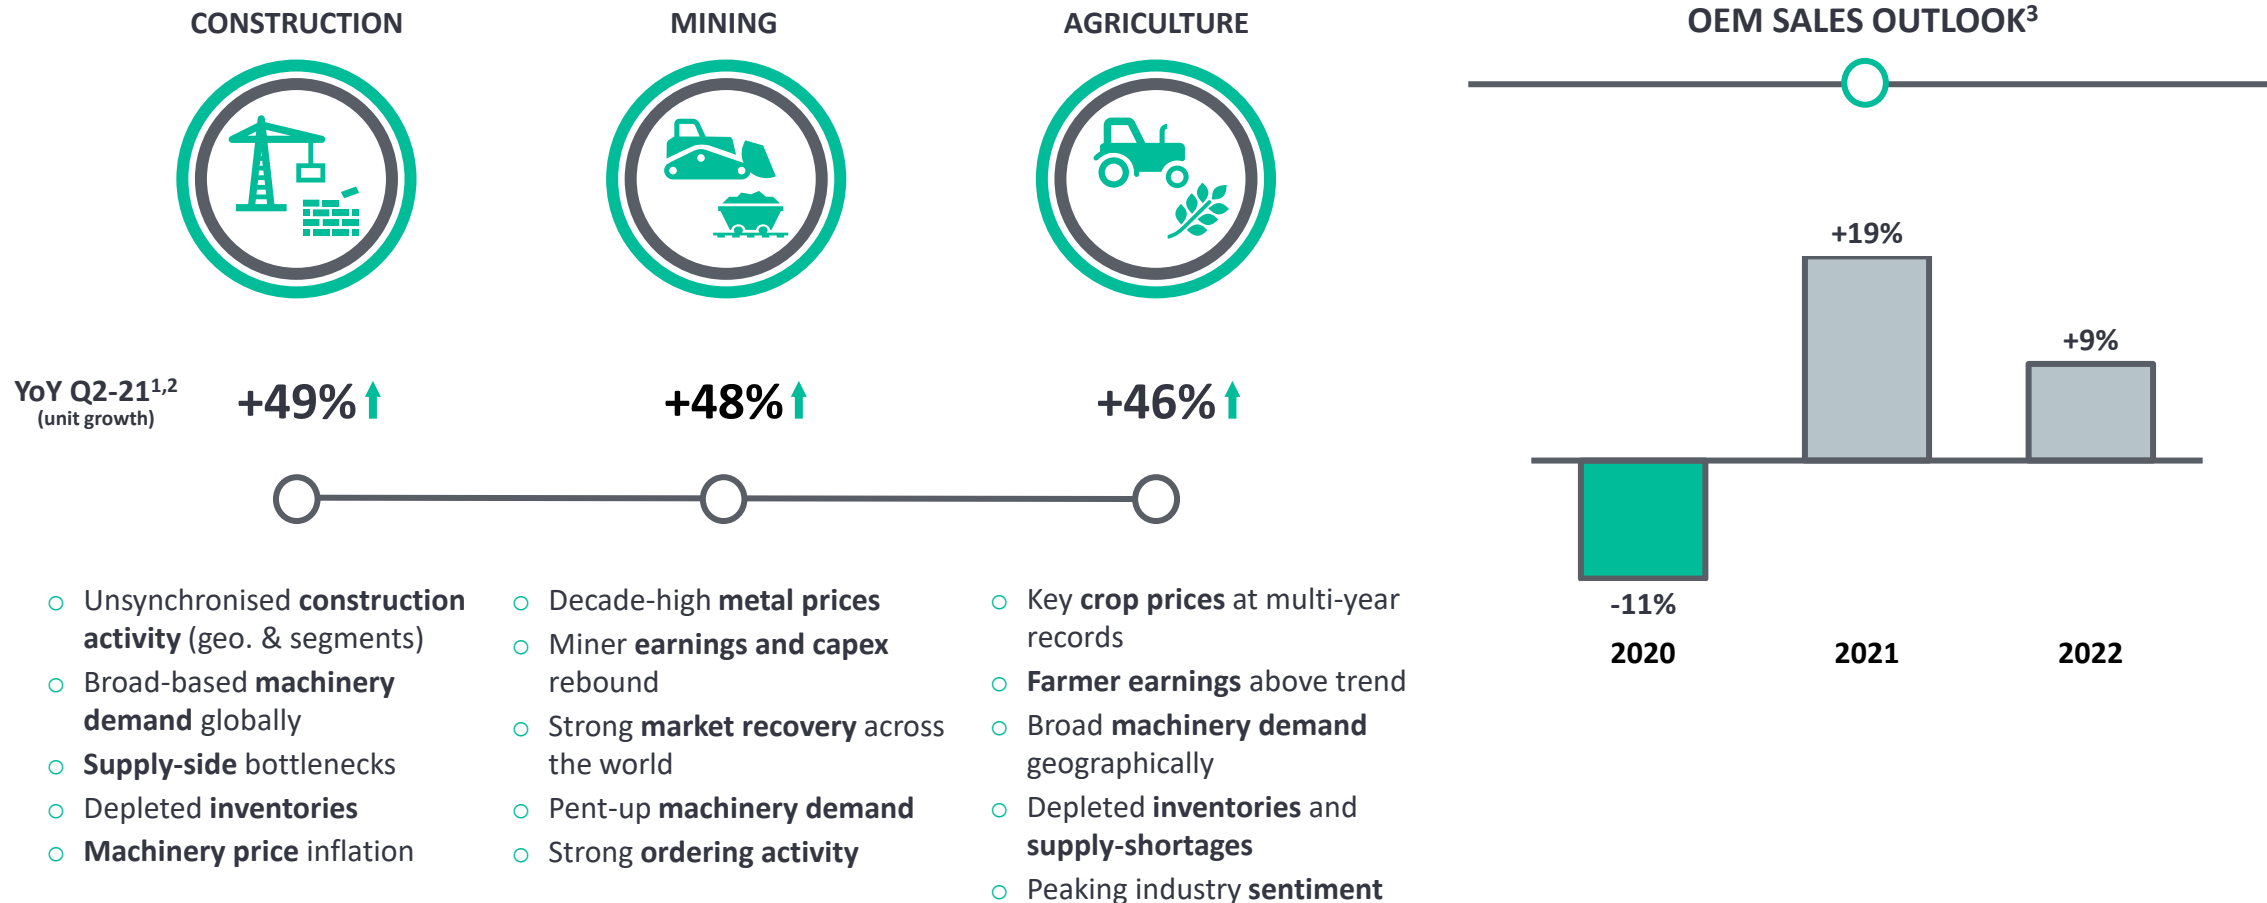 CONSTRUCTION
MINING
AGRICULTURE
OEM SALES OUTLOOK³
YoY Q2-21¹,²
(unit growth)
+49%
+48%
+46%
○ Unsynchronised construction
activity (geo. & segments)
○ Broad-based machinery
demand globally
○ Supply-side bottlenecks
○ Depleted inventories
○ Machinery price inflation
○ Decade-high metal prices
○ Miner earnings and capex
rebound
○ Strong market recovery across
the world
○ Pent-up machinery demand
○ Strong ordering activity
○ Key crop prices at multi-year
records
○ Farmer earnings above trend
○ Broad machinery demand
geographically
○ Depleted inventories and
supply-shortages
○ Peaking industry sentiment
+19%
+9%
-11%
2020
2021
2022